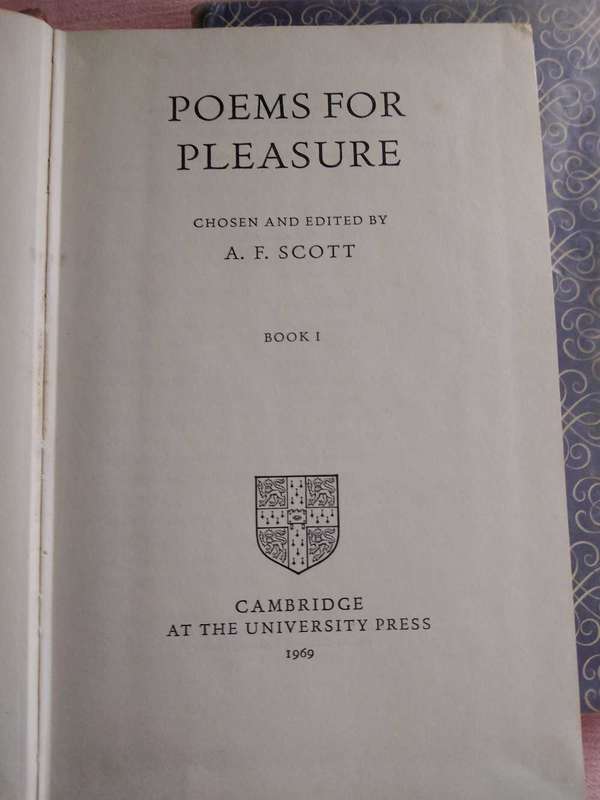 POEMS FOR
PLEASURE
CHOSEN AND EDITED BY
A. F. SCOTT
BOOK I
CAMBRIDGE
AT THE UNIVERSITY PRESS
1969